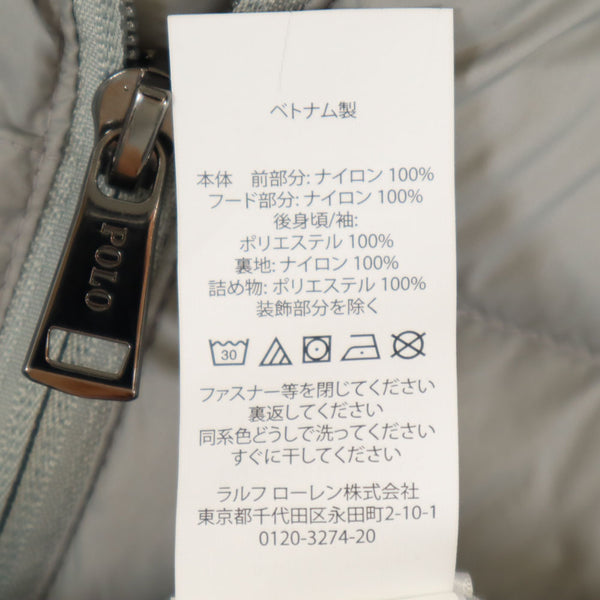 POLO
ベトナム製
本体　前部分: ナイロン 100%
フード部分: ナイロン 100%
後身頃/袖:
ポリエステル 100%
裏地: ナイロン 100%
詰め物: ポリエステル 100%
装飾部分を除く
30
ファスナー等を閉じてください
裏返してください
同系色どうしで洗ってください
すぐに干してください
ラルフ ローレン株式会社
東京都千代田区永田町2-10-1
0120-3274-20